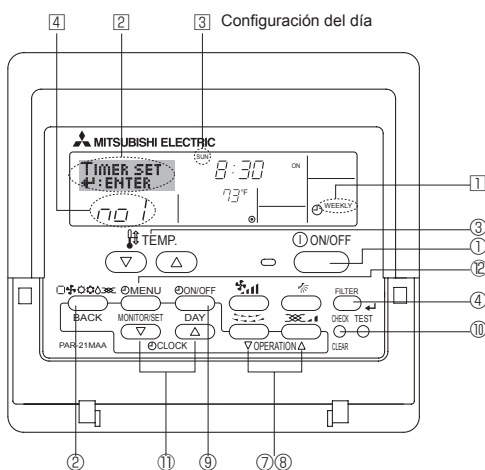 4 2 3 Configuración del día
MITSUBISHI ELECTRIC
TIMER SET
:ENTER
SUN
8:30
ON
73°F
WEEKLY
1
no 1
TEMP.
ON/OFF
③
①
⑫
MENU
ON/OFF
FILTER
④
BACK
MONITOR/SET
DAY
CHECK TEST
⑩
PAR-21MAA
CLOCK
▽ OPERATION △
CLEAR
② ⑪ ⑨ ⑦⑧